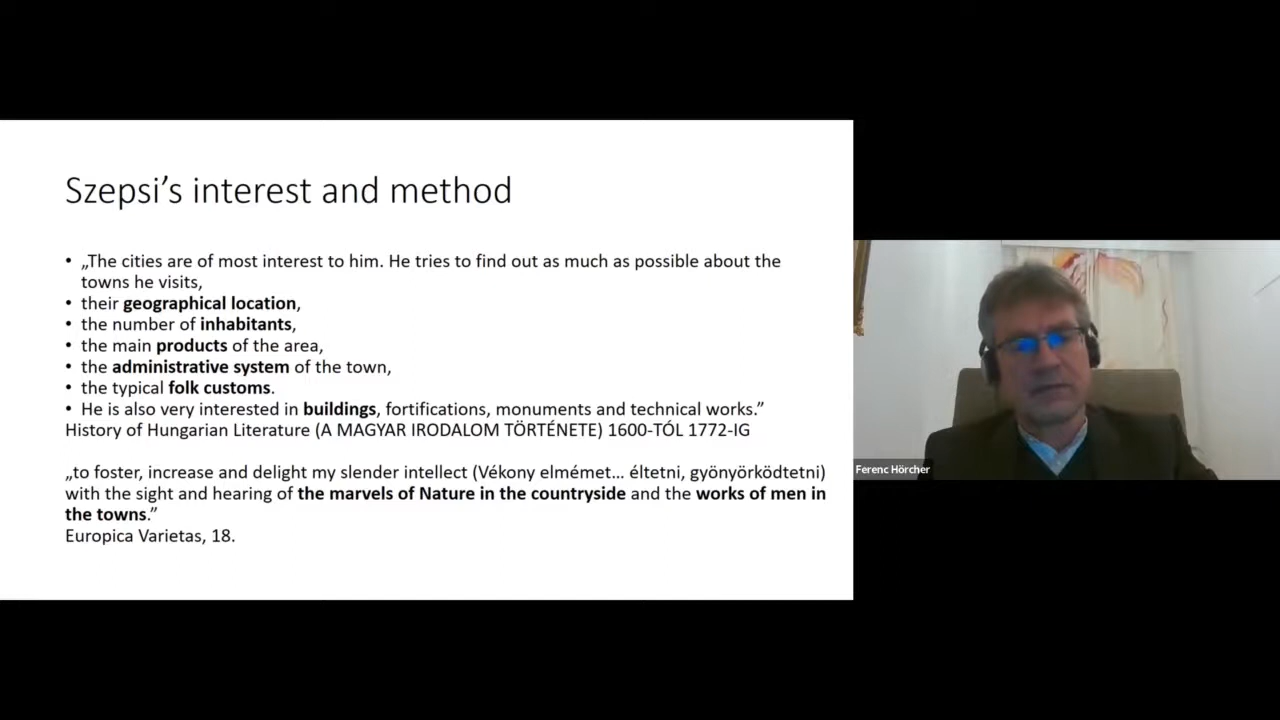 Szepsi's interest and method
• „The cities are of most interest to him. He tries to find out as much as possible about the
towns he visits,
• their geographical location,
• the number of inhabitants,
• the main products of the area,
• the administrative system of the town,
• the typical folk customs.
• He is also very interested in buildings, fortifications, monuments and technical works.”
History of Hungarian Literature (A MAGYAR IRODALOM TÖRTÉNETE) 1600-TÓL 1772-IG
„to foster, increase and delight my slender intellect (Vékony elmémet... éltetni, gyönyörködtetni)
with the sight and hearing of the marvels of Nature in the countryside and the works of men in
the towns.”
Europica Varietas, 18.
Ferenc Hörcher